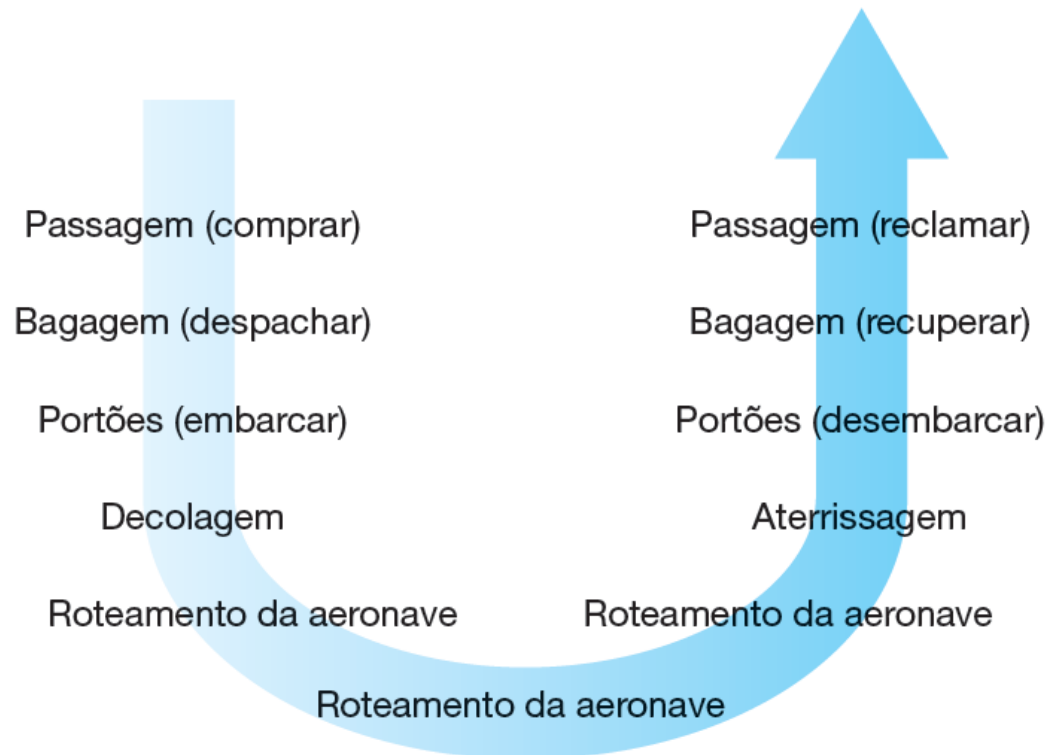 Passagem (comprar)
Passagem (reclamar)
Bagagem (despachar)
Bagagem (recuperar)
Portões (embarcar)
Portões (desembarcar)
Decolagem
Aterrissagem
Roteamento da aeronave
Roteamento da aeronave
Roteamento da aeronave